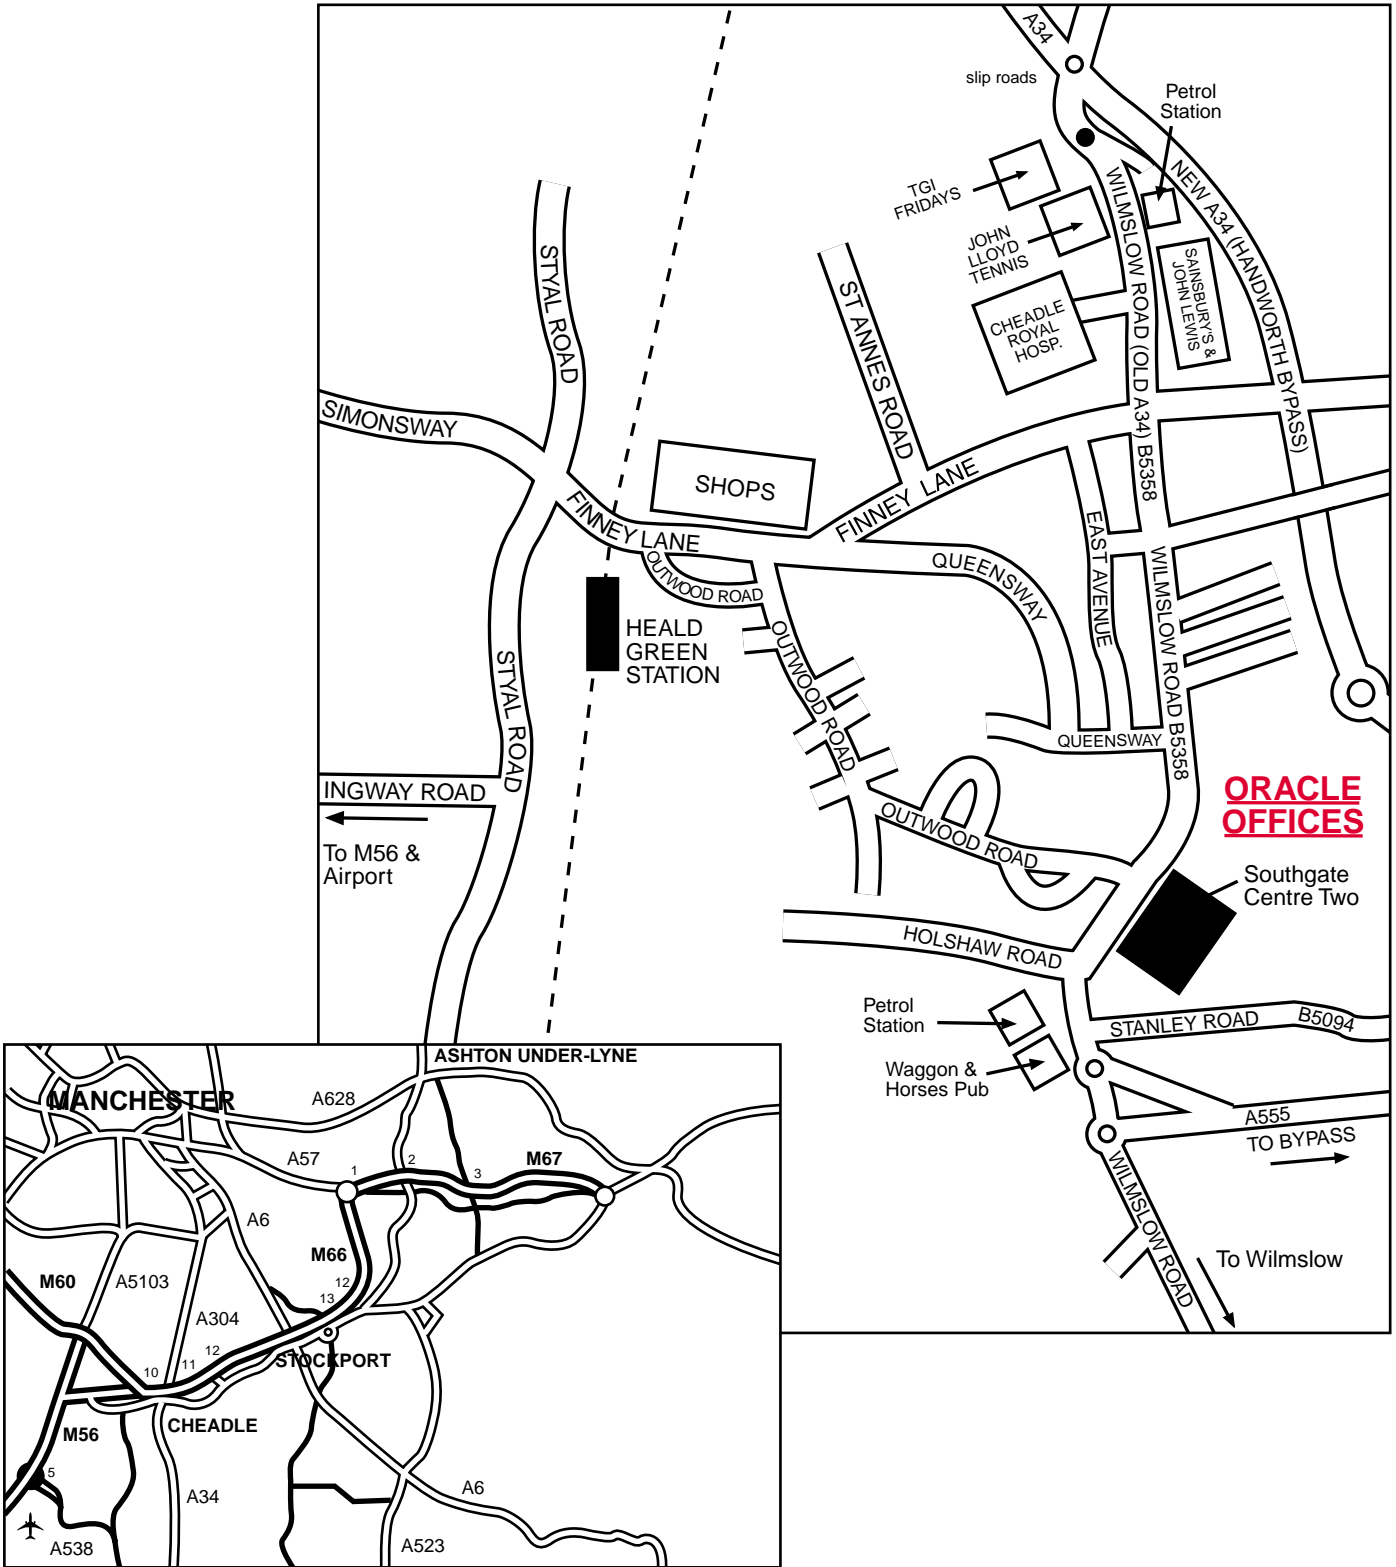 A34
slip roads
Petrol
Station
TGI
FRIDAYS
JOHN
LLOYD
TENNIS
CHEADLE
ROYAL
HOSP.
WILMSLOW ROAD (OLD A34) B5358
NEW A34 (HANDWORTH BYPASS)
SAINSBURY'S &
JOHN LEWIS
STYAL ROAD
ST ANNES ROAD
SIMONSWAY
SHOPS
FINNEY LANE
FINNEY LANE
QUEENSWAY
EAST AVENUE
WILMSLOW ROAD B5358
OUTWOOD ROAD
HEALD
GREEN
STATION
OUTWOOD ROAD
STYAL ROAD
QUEENSWAY
INGWAY ROAD
To M56 &
Airport
ORACLE
OFFICES
OUTWOOD ROAD
Southgate
Centre Two
HOLSHAW ROAD
Petrol
Station
Waggon &
Horses Pub
STANLEY ROAD
B5094
A555
TO BYPASS
WILMSLOW ROAD
To Wilmslow
ASHTON UNDER-LYNE
MANCHESTER
A628
A57
1
2
3
M67
A6
M66
12
13
M60
A5103
A304
12
11
10
STOCKPORT
CHEADLE
M56
5
A34
A6
A538
A523